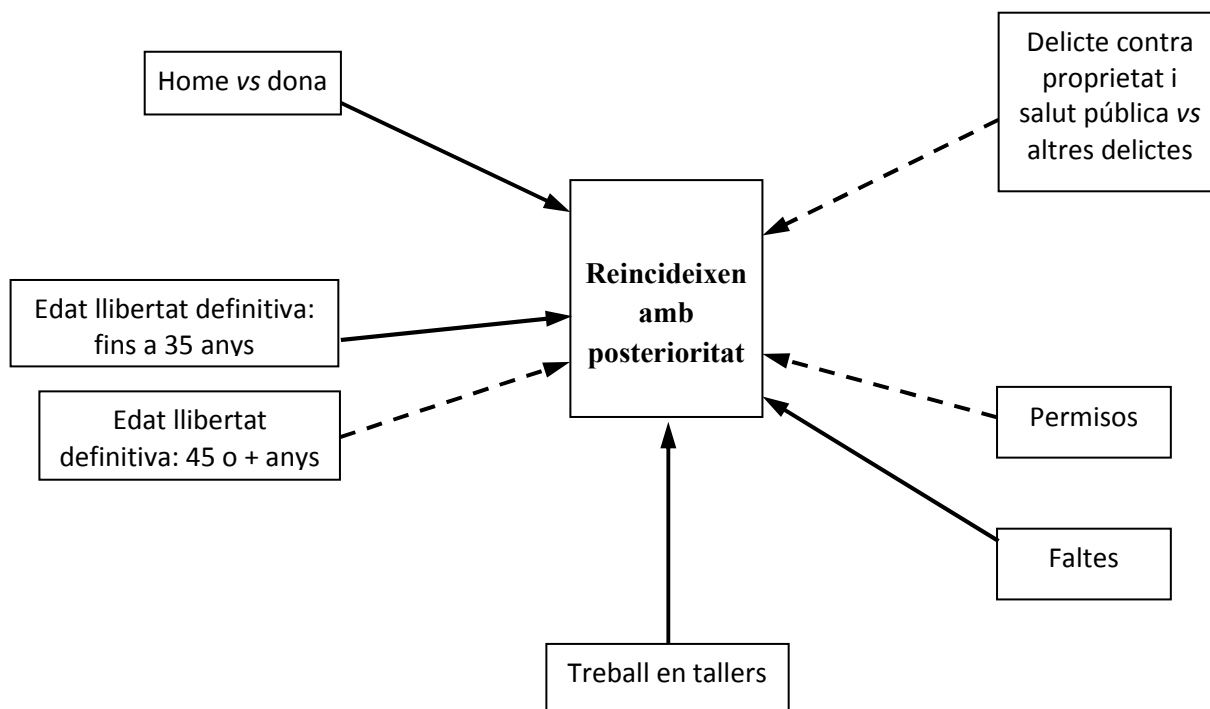 Home vs dona
Delicte contra
proprietat i
salut pública vs
altres delictes
Reincideixen
amb
posterioritat
Edat llibertat definitiva:
fins a 35 anys
Edat llibertat
definitiva: 45 o + anys
Permisos
Faltes
Treball en tallers